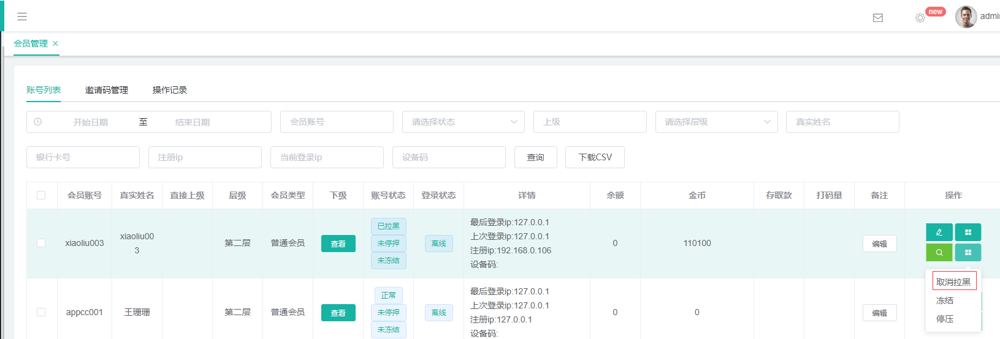 new
admin
会员管理 ×
账号列表 邀请码管理 操作记录
开始日期 至 结束日期 会员账号 请选择状态 上级 请选择层级 真实姓名
银行卡号 注册ip 当前登录ip 设备码 查询 下载CSV
会员账号 真实姓名 直接上级 层级 会员类型 下级 账号状态 登录状态 详情 余额 金币 存取款 打码量 备注 操作
xiaoliu003 xiaoliu00
3
第二层 普通会员 查看
已拉黑
未停押
未冻结
离线
最后登录ip:127.0.0.1
上次登录ip:127.0.0.1
注册ip:192.168.0.106
设备码:
0 110100 编辑
取消拉黑
冻结
停压
appcc001 王珊珊 第二层 普通会员 查看
正常
未停押
未冻结
离线
最后登录ip:127.0.0.1
上次登录ip:127.0.0.1
注册ip:127.0.0.1
设备码:
0 0 编辑